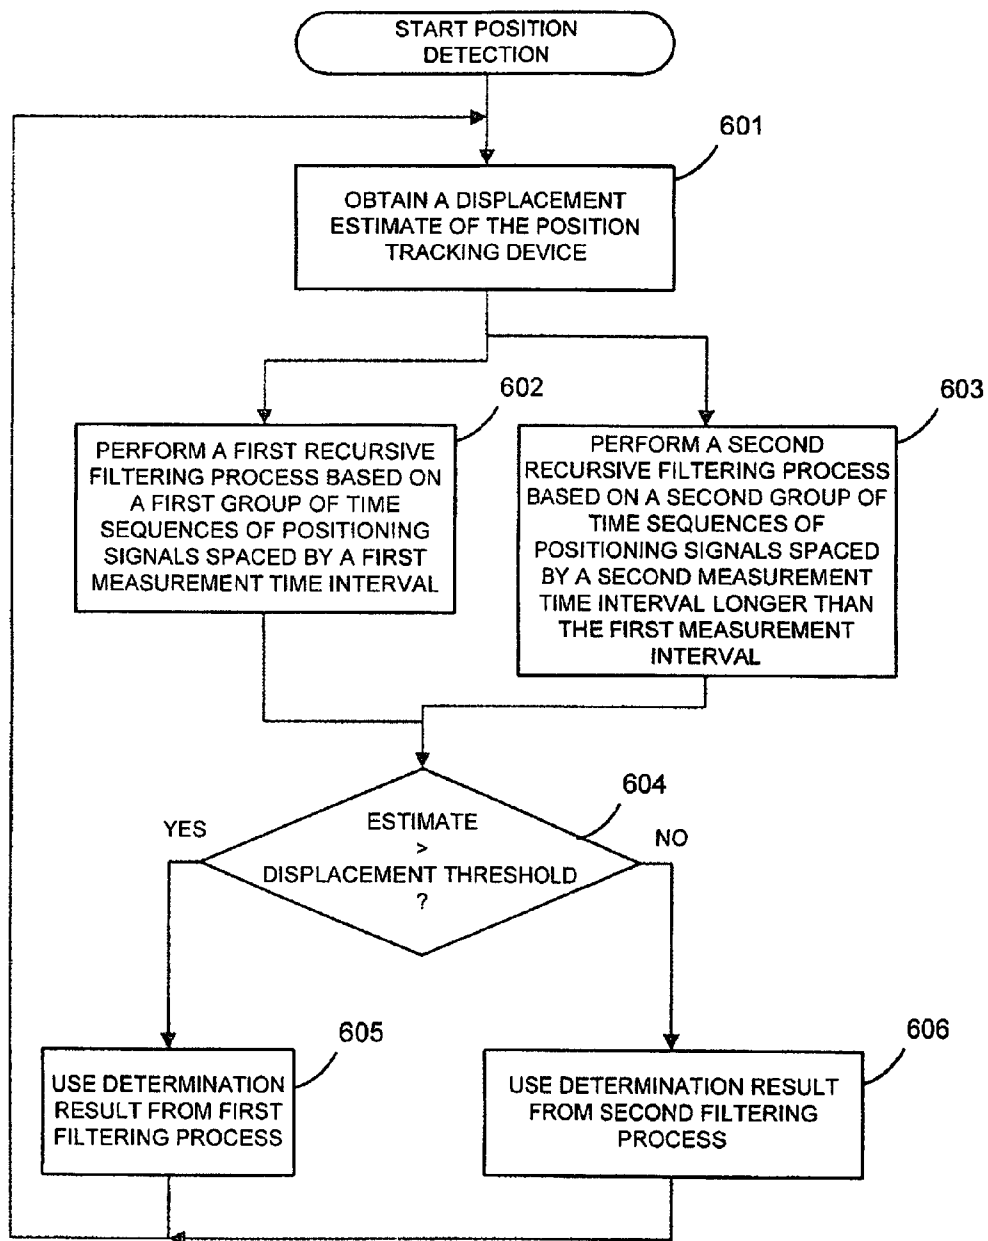 START POSITION
DETECTION
601
OBTAIN A DISPLACEMENT
ESTIMATE OF THE POSITION
TRACKING DEVICE
602
PERFORM A FIRST RECURSIVE
FILTERING PROCESS BASED ON
A FIRST GROUP OF TIME
SEQUENCES OF POSITIONING
SIGNALS SPACED BY A FIRST
MEASUREMENT TIME INTERVAL
603
PERFORM A SECOND
RECURSIVE FILTERING PROCESS
BASED ON A SECOND GROUP OF
TIME SEQUENCES OF
POSITIONING SIGNALS SPACED
BY A SECOND MEASUREMENT
TIME INTERVAL LONGER THAN
THE FIRST MEASUREMENT
INTERVAL
604
YES
ESTIMATE
>
DISPLACEMENT THRESHOLD
?
NO
605
USE DETERMINATION
RESULT FROM FIRST
FILTERING PROCESS
606
USE DETERMINATION RESULT
FROM SECOND FILTERING
PROCESS